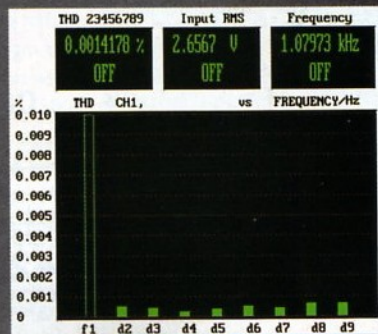 THD 23456789 Input RMS Frequency
0.0014178 % 2.6567 V 1.07973 kHz
OFF OFF OFF
% THD CH1, vs FREQUENCY/Hz
0.010
0.009
0.008
0.007
0.006
0.005
0.004
0.003
0.002
0.001
0
f1 d2 d3 d4 d5 d6 d7 d8 d9